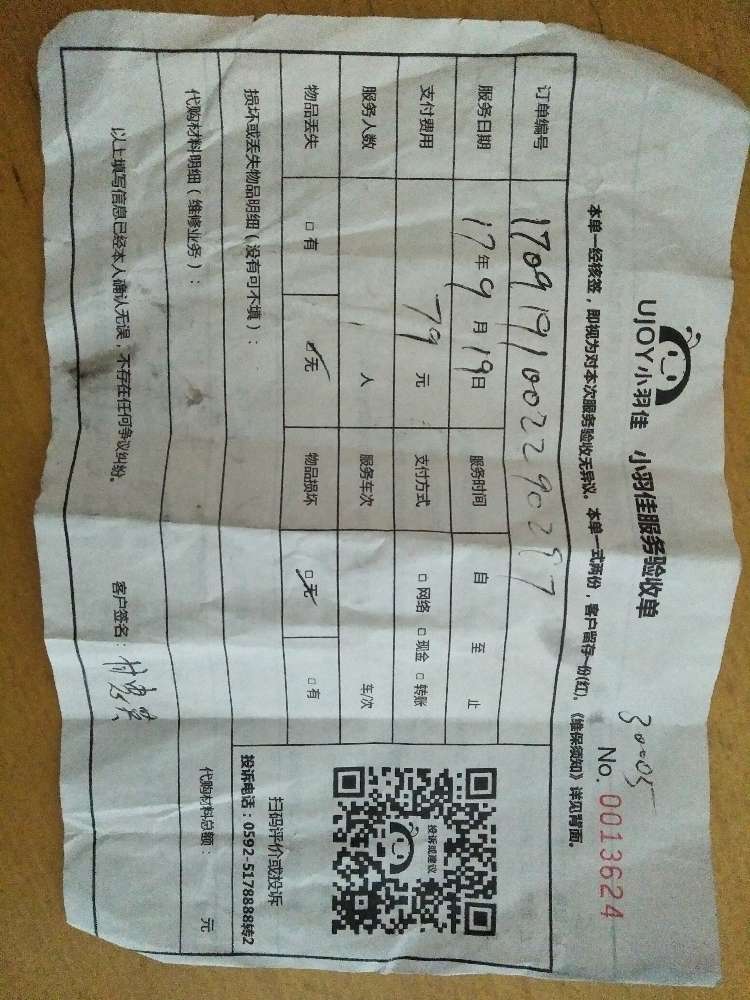 30005
UJOY小羽佳 小羽佳服务验收单 No. 0013624
本单一经核签，即视为对本次服务验收无异议。本单一式两份，客户留存一份(红)。《维保须知》详见背面。
订单编号 1709191002290297
服务日期 17年9月19日 服务时间 自 至 止
支付费用 79元 支付方式 □网络 □现金 □转账
服务人数 1人 服务车次 车/次
物品丢失 □有 ☑无 物品损坏 ☑无 □有
损坏或丢失物品明细（没有可不填）：
代购材料明细（维修业务）：
投诉或建议
扫码评价或投诉
投诉电话：0592-5178888转2
代购材料总额： 元
以上填写信息已经本人确认无误，不存在任何争议纠纷。 客户签名：